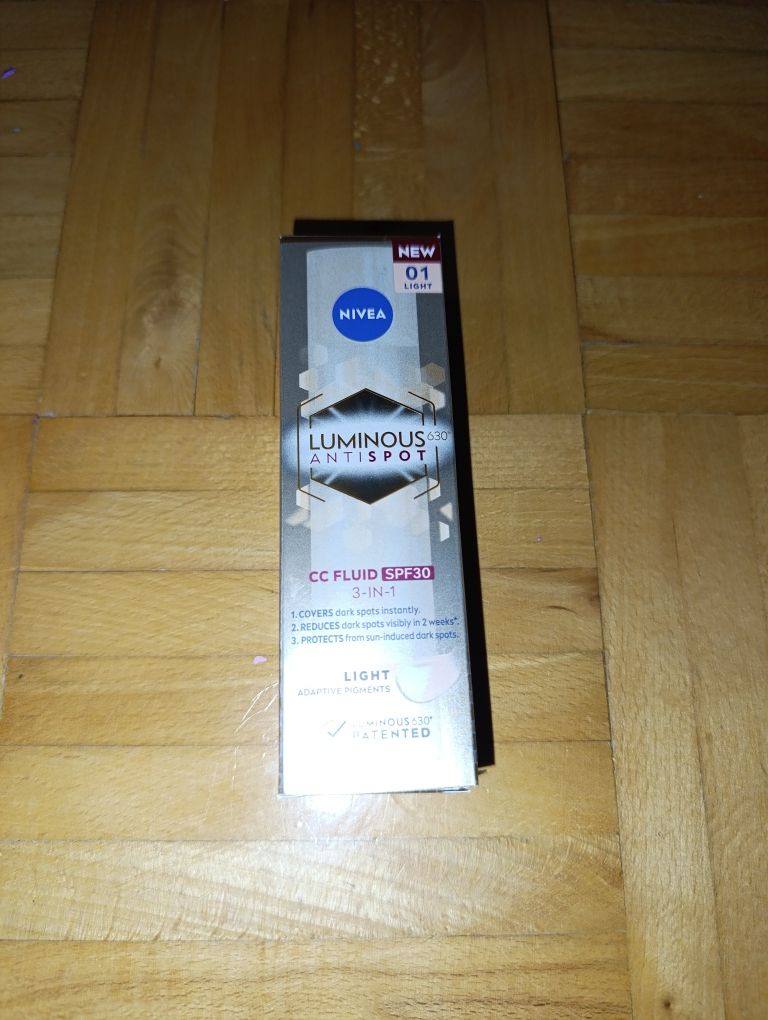 NEW
01
LIGHT
NIVEA
LUMINOUS630®
ANTISPOT
CC FLUID SPF30
3-IN-1
1. COVERS dark spots instantly.
2. REDUCES dark spots visibly in 2 weeks*.
3. PROTECTS from sun-induced dark spots.
LIGHT
ADAPTIVE PIGMENTS
LUMINOUS630®
PATENTED